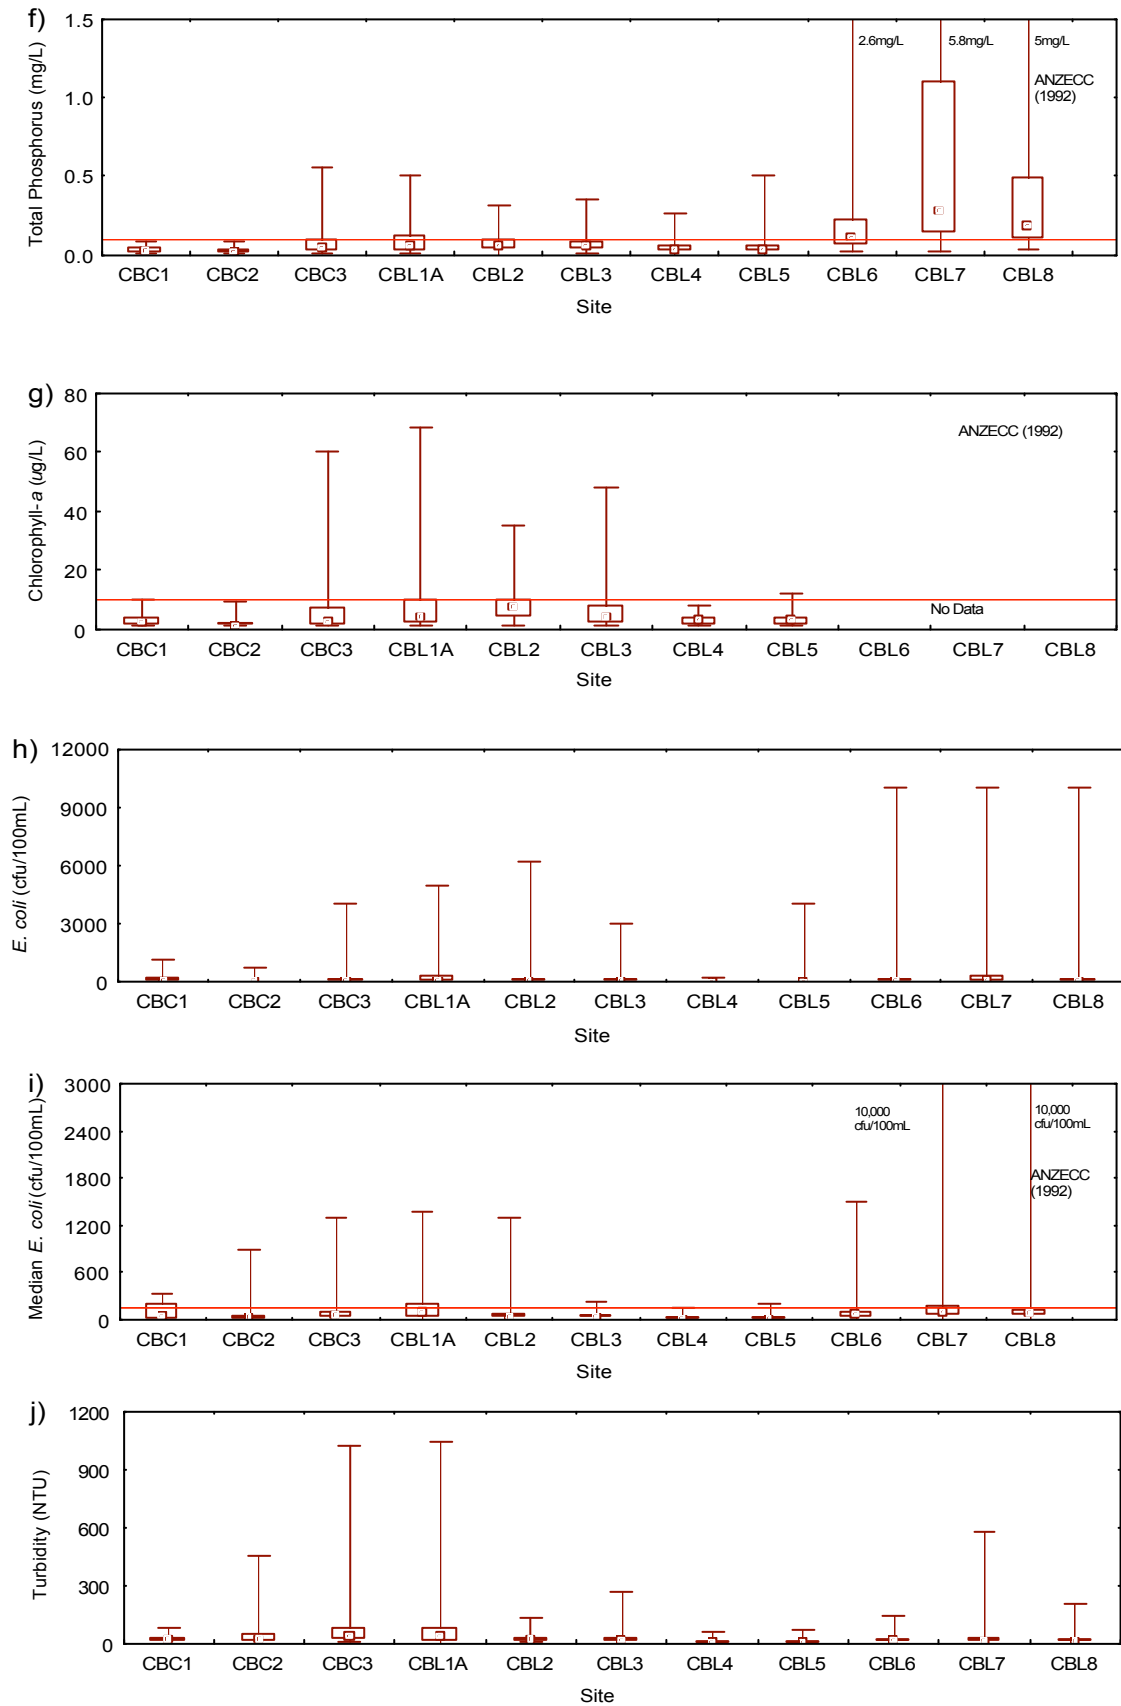 f)
Total Phosphorus (mg/L)
1.5
1.0
0.5
0.0
2.6mg/L
5.8mg/L
5mg/L
ANZECC
(1992)
CBC1 CBC2 CBC3 CBL1A CBL2 CBL3 CBL4 CBL5 CBL6 CBL7 CBL8
Site
g)
Chlorophyll-a (ug/L)
80
60
40
20
0
ANZECC (1992)
No Data
CBC1 CBC2 CBC3 CBL1A CBL2 CBL3 CBL4 CBL5 CBL6 CBL7 CBL8
Site
h)
E. coli (cfu/100mL)
12000
9000
6000
3000
0
CBC1 CBC2 CBC3 CBL1A CBL2 CBL3 CBL4 CBL5 CBL6 CBL7 CBL8
Site
i)
Median E. coli (cfu/100mL)
3000
2400
1800
1200
600
0
10,000
cfu/100mL
10,000
cfu/100mL
ANZECC
(1992)
CBC1 CBC2 CBC3 CBL1A CBL2 CBL3 CBL4 CBL5 CBL6 CBL7 CBL8
Site
j)
Turbidity (NTU)
1200
900
600
300
0
CBC1 CBC2 CBC3 CBL1A CBL2 CBL3 CBL4 CBL5 CBL6 CBL7 CBL8
Site